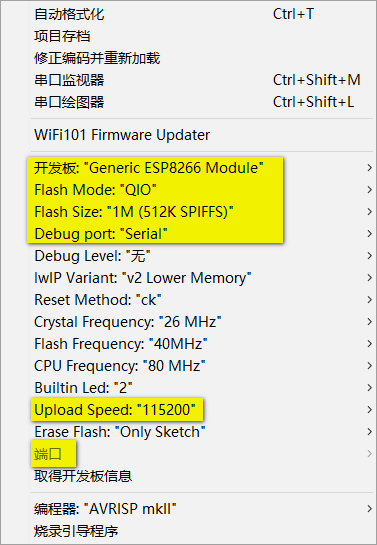 自动格式化 Ctrl+T
项目存档
修正编码并重新加载
串口监视器 Ctrl+Shift+M
串口绘图器 Ctrl+Shift+L
WiFi101 Firmware Updater
开发板: "Generic ESP8266 Module"
Flash Mode: "QIO"
Flash Size: "1M (512K SPIFFS)"
Debug port: "Serial"
Debug Level: "无"
lwIP Variant: "v2 Lower Memory"
Reset Method: "ck"
Crystal Frequency: "26 MHz"
Flash Frequency: "40MHz"
CPU Frequency: "80 MHz"
Builtin Led: "2"
Upload Speed: "115200"
Erase Flash: "Only Sketch"
端口
取得开发板信息
编程器: "AVRISP mkII"
烧录引导程序